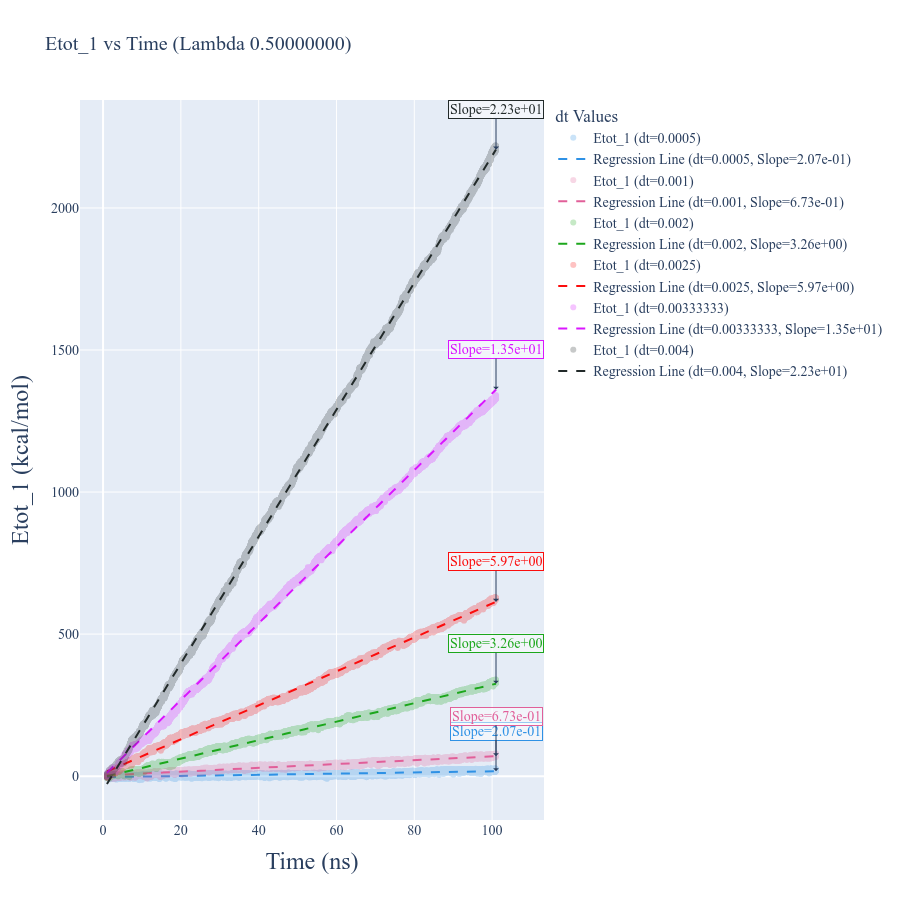 Etot_1 vs Time (Lambda 0.50000000)
Slope=2.23e+01
Slope=1.35e+01
Slope=5.97e+00
Slope=3.26e+00
Slope=6.73e-01
Slope=2.07e-01
2000
1500
1000
500
0
Etot_1 (kcal/mol)
0
20
40
60
80
100
Time (ns)
dt Values
Etot_1 (dt=0.0005)
Regression Line (dt=0.0005, Slope=2.07e-01)
Etot_1 (dt=0.001)
Regression Line (dt=0.001, Slope=6.73e-01)
Etot_1 (dt=0.002)
Regression Line (dt=0.002, Slope=3.26e+00)
Etot_1 (dt=0.0025)
Regression Line (dt=0.0025, Slope=5.97e+00)
Etot_1 (dt=0.00333333)
Regression Line (dt=0.00333333, Slope=1.35e+01)
Etot_1 (dt=0.004)
Regression Line (dt=0.004, Slope=2.23e+01)